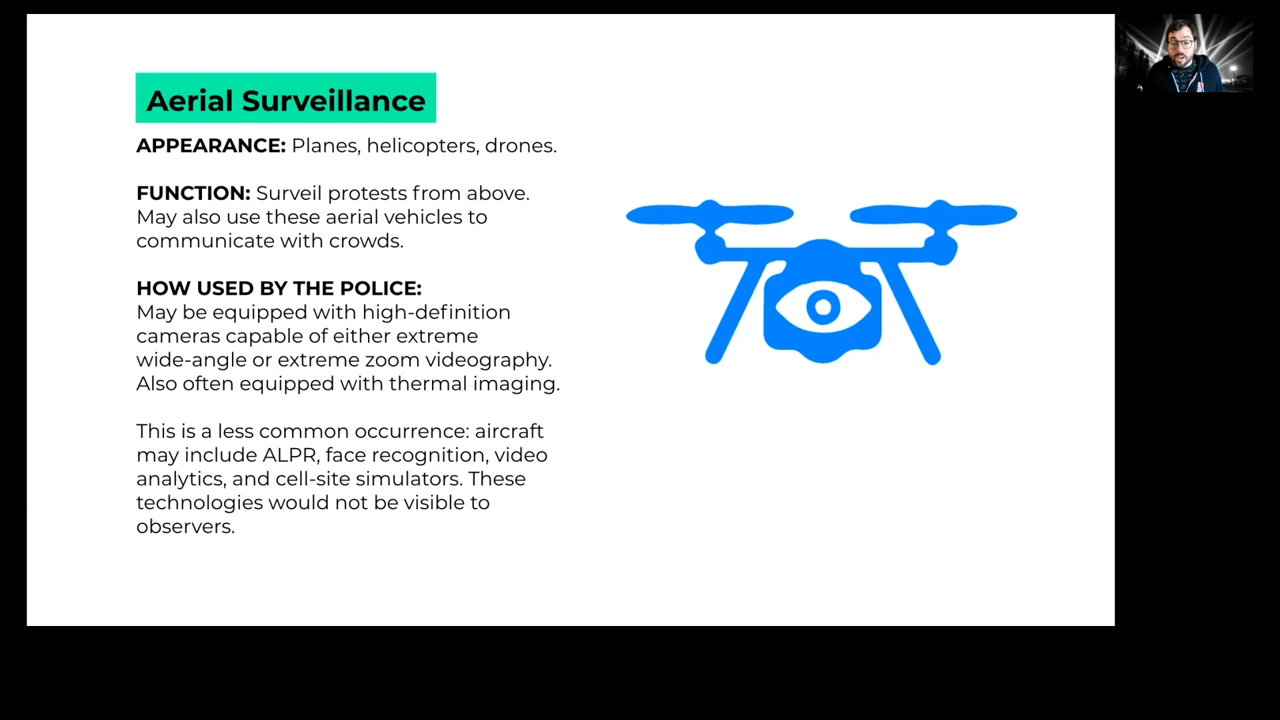 Aerial Surveillance
APPEARANCE: Planes, helicopters, drones.
FUNCTION: Surveil protests from above.
May also use these aerial vehicles to
communicate with crowds.
HOW USED BY THE POLICE:
May be equipped with high-definition
cameras capable of either extreme
wide-angle or extreme zoom videography.
Also often equipped with thermal imaging.
This is a less common occurrence: aircraft
may include ALPR, face recognition, video
analytics, and cell-site simulators. These
technologies would not be visible to
observers.